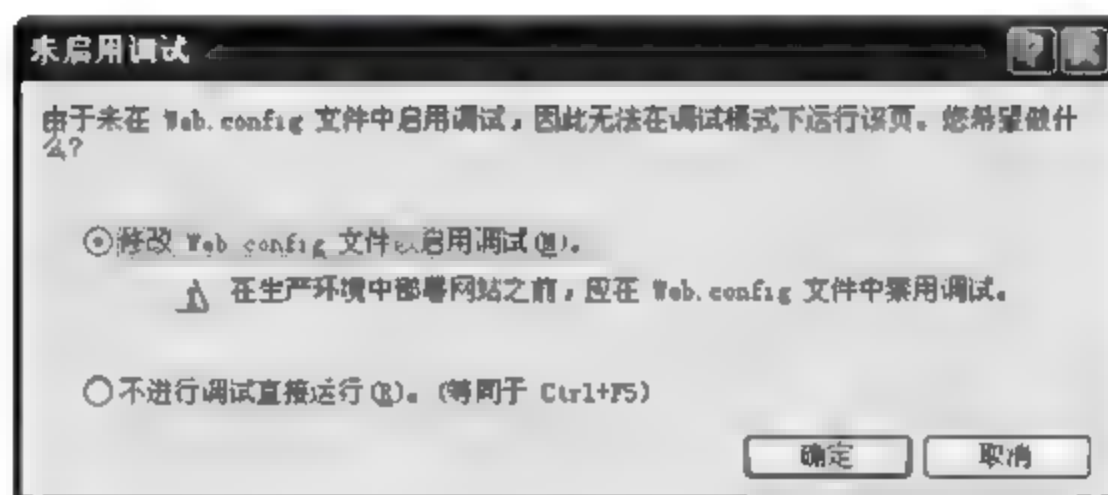 未启用调试
由于未在 Web.config 文件中启用调试，因此无法在调试模式下运行该页。您希望做什
么？
修改 Web.config 文件以启用调试(M)。
在生产环境中部署网站之前，应在 Web.config 文件中禁用调试。
不进行调试直接运行(R)。(等同于 Ctrl+F5)
确定 取消